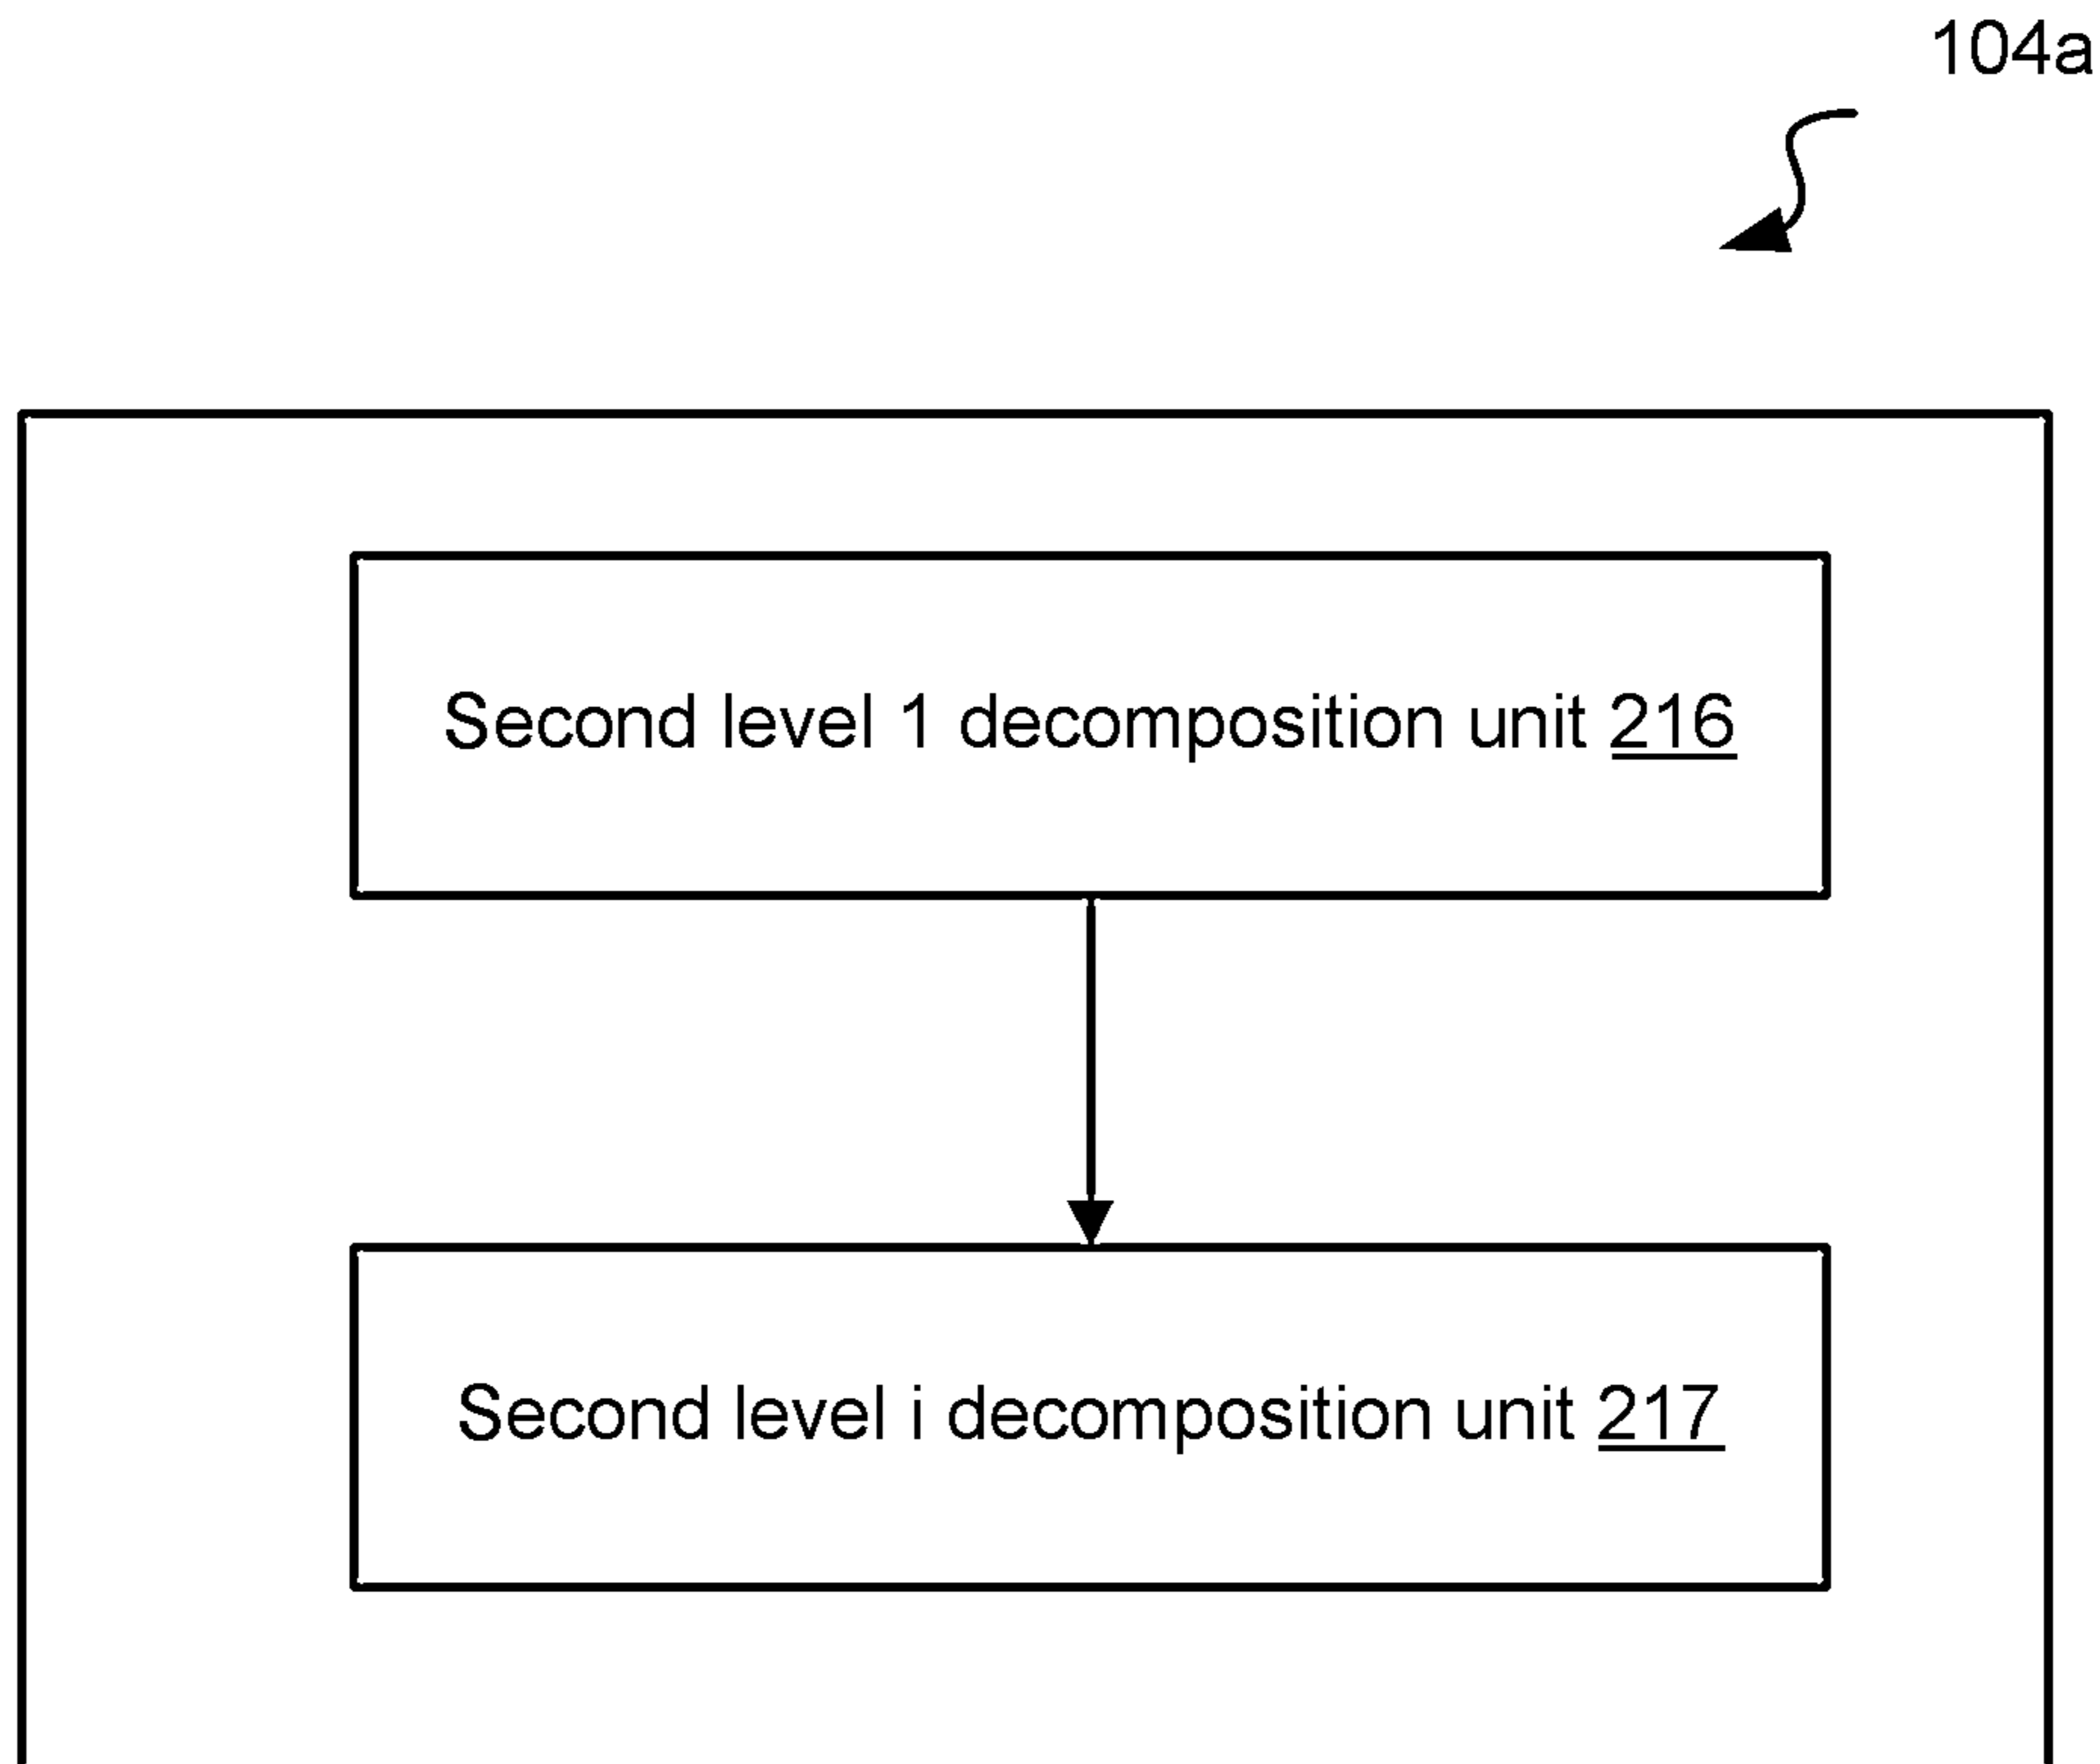 104a
Second level 1 decomposition unit 216
Second level i decomposition unit 217